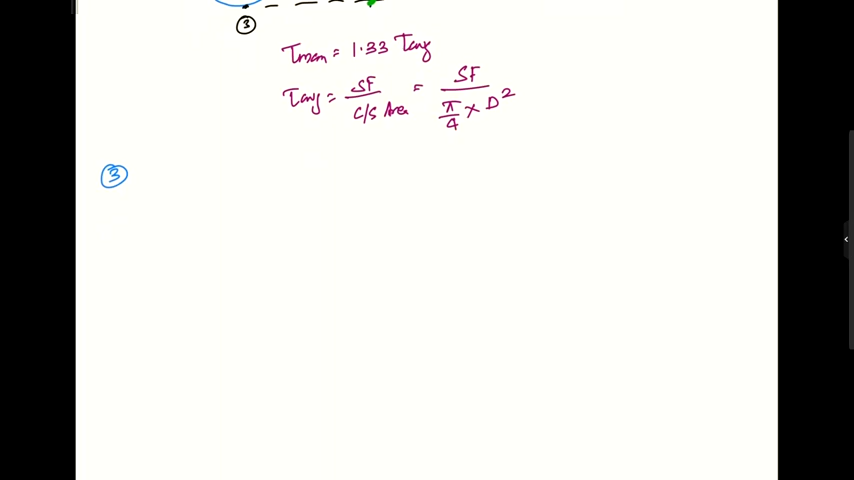 ③
τmax = 1.33 τavg
τavg = SF / C/S Area = SF / π/4 × D²
③